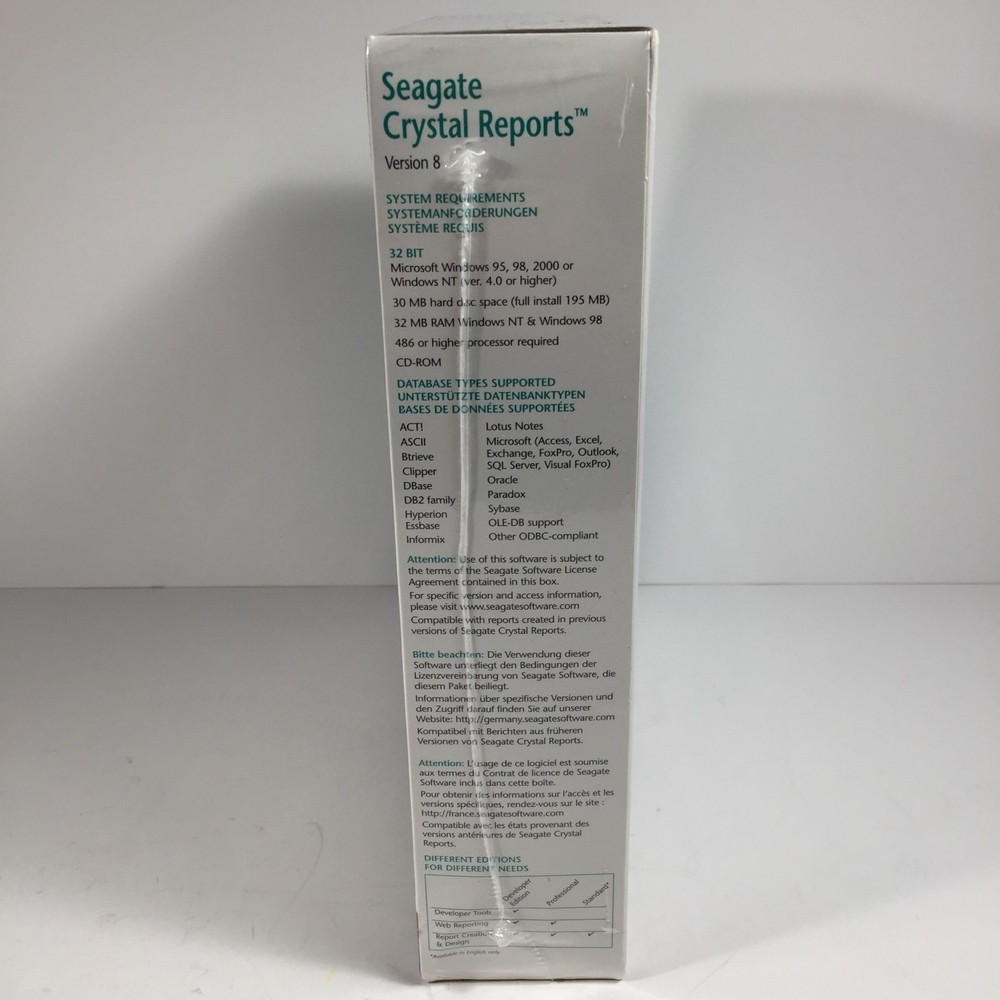 Seagate
Crystal Reports™
Version 8
SYSTEM REQUIREMENTS
SYSTEMANFORDERUNGEN
SYSTÈME REQUIS
32 BIT
Microsoft Windows 95, 98, 2000 or
Windows NT (ver. 4.0 or higher)
30 MB hard disc space (full install 195 MB)
32 MB RAM Windows NT & Windows 98
486 or higher processor required
CD-ROM
DATABASE TYPES SUPPORTED
UNTERSTÜTZTE DATENBANKTYPEN
BASES DE DONNÉES SUPPORTÉES
ACT!
ASCII
Btrieve
Clipper
DBase
DB2 family
Hyperion
Essbase
Informix
Lotus Notes
Microsoft (Access, Excel,
Exchange, FoxPro, Outlook,
SQL Server, Visual FoxPro)
Oracle
Paradox
Sybase
OLE-DB support
Other ODBC-compliant
Attention: Use of this software is subject to
the terms of the Seagate Software License
Agreement contained in this box.
For specific version and access information,
please visit www.seagatesoftware.com
Compatible with reports created in previous
versions of Seagate Crystal Reports.
Bitte beachten: Die Verwendung dieser
Software unterliegt den Bedingungen der
Lizenzvereinbarung von Seagate Software, die
diesem Paket beiliegt.
Informationen über spezifische Versionen und
den Zugriff darauf finden Sie auf unserer
Website: http://germany.seagatesoftware.com
Kompatibel mit Berichten aus früheren
Versionen von Seagate Crystal Reports.
Attention: L'usage de ce logiciel est soumise
aux termes du Contrat de licence de Seagate
Software inclus dans cette boîte.
Pour obtenir des informations sur l'accès et les
versions spécifiques, rendez-vous sur le site :
http://france.seagatesoftware.com
Compatible avec les états provenant des
versions antérieures de Seagate Crystal
Reports.
DIFFERENT EDITIONS
FOR DIFFERENT NEEDS
Developer
Edition
Professional
Standard*
Developer Tools ✓
Web Reporting ✓ ✓
Report Creation ✓ ✓
& Design
*Available in English only